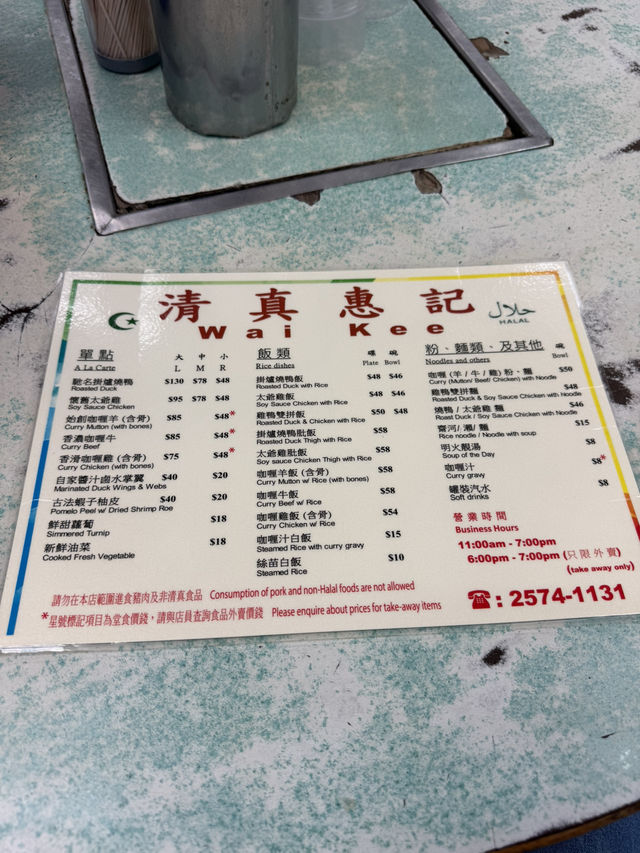 清真惠記
Wai Kee
حلال
HALAL
單點 大 中 小
A La Carte L M R
馳名掛爐燒鴨 $130 $78 $48
Roasted Duck
懷舊太爺雞 $95 $78 $48
Soy Sauce Chicken
始創咖喱羊 (含骨) $85 $48*
Curry Mutton (with bones)
香濃咖喱牛 $85 $48*
Curry Beef
香滑咖喱雞 (含骨) $75 $48*
Curry Chicken (with bones)
自家醬汁鹵水掌翼 $40 $20
Marinated Duck Wings & Webs
古法蝦子柚皮 $40 $20
Pomelo Peel w/ Dried Shrimp Roe
鮮甜蘿蔔 $18
Simmered Turnip
新鮮油菜 $18
Cooked Fresh Vegetable
飯類 碟 碗
Rice dishes Plate Bowl
掛爐燒鴨飯 $48 $46
Roasted Duck with Rice
太爺雞飯 $48 $46
Soy Sauce Chicken with Rice
雞鴨雙拼飯 $50 $48
Roasted Duck & Chicken with Rice
掛爐燒鴨肶飯 $58
Roasted Duck Thigh with Rice
太爺雞肶飯 $58
Soy sauce Chicken Thigh with Rice
咖喱羊飯 (含骨) $58
Curry Mutton w/ Rice (with bones)
咖喱牛飯 $58
Curry Beef w/ Rice
咖喱雞飯 (含骨) $54
Curry Chicken w/ Rice
咖喱汁白飯 $15
Steamed Rice with curry gravy
絲苗白飯 $10
Steamed Rice
粉、麵類、及其他 碗
Noodles and others Bowl
咖喱 (羊 / 牛 / 雞) 粉、麵 $50
Curry (Mutton/ Beef/ Chicken) with Noodle
雞鴨雙拼麵 $48
Roasted Duck & Soy Sauce Chicken with Noodle
燒鴨 / 太爺雞 麵 $46
Roast Duck / Soy Sauce Chicken with Noodle
齋河/ 瀨/ 麵 $15
Rice noodle / Noodle with soup
明火靚湯 $8
Soup of the Day
咖喱汁 $8*
Curry gravy
罐裝汽水 $8
Soft drinks
營業時間
Business Hours
11:00am - 7:00pm
6:00pm - 7:00pm (只限外賣)
(take away only)
☎ : 2574-1131
請勿在本店範圍進食豬肉及非清真食品 Consumption of pork and non-Halal foods are not allowed
*星號標記項目為堂食價錢，請與店員查詢食品外賣價錢 Please enquire about prices for take-away items